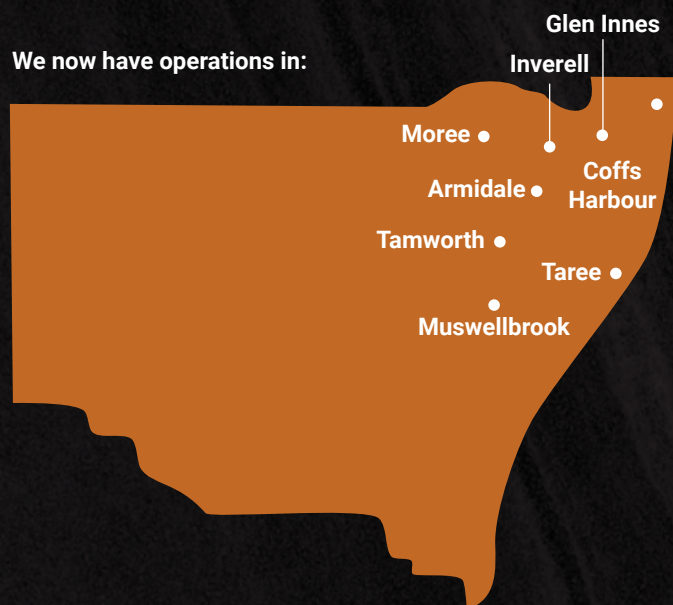 Glen Innes
We now have operations in:
Inverell
Moree
Coffs
Harbour
Armidale
Tamworth
Taree
Muswellbrook